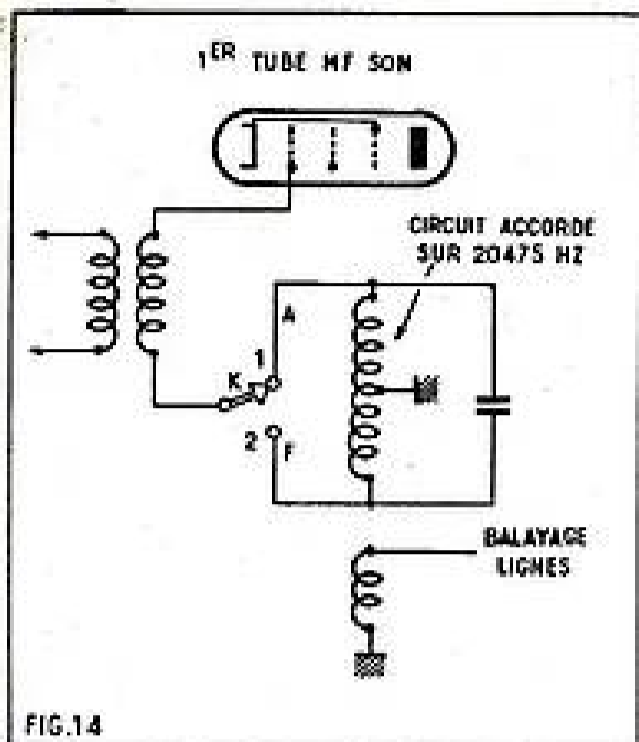 1ER TUBE MF SON
CIRCUIT ACCORDE
SUR 20475 HZ
A
1
K
2
F
BALAYAGE
LIGNES
FIG.14